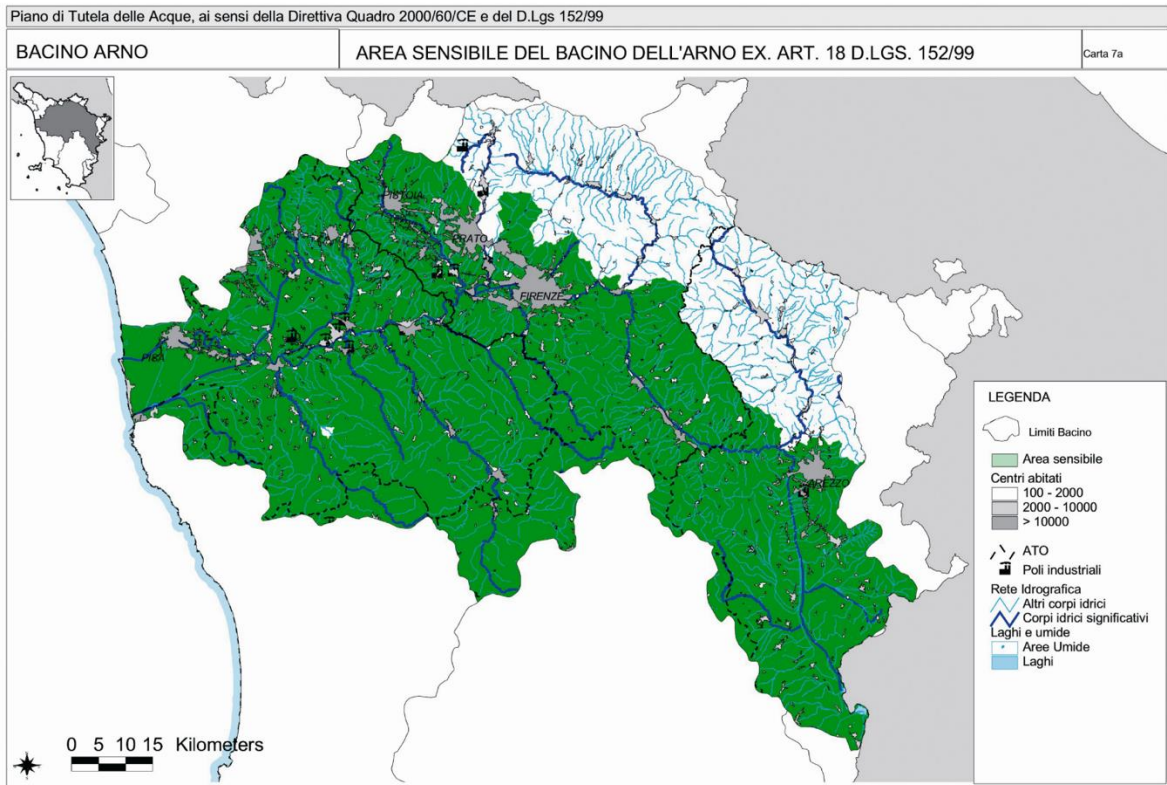 Piano di Tutela delle Acque, ai sensi della Direttiva Quadro 2000/60/CE e del D.Lgs 152/99
BACINO ARNO
AREA SENSIBILE DEL BACINO DELL'ARNO EX. ART. 18 D.LGS. 152/99
Carta 7a
PISTOIA
PRATO
FIRENZE
PISA
AREZZO
LEGENDA
Limiti Bacino
Area sensibile
Centri abitati
100 - 2000
2000 - 10000
> 10000
ATO
Poli industriali
Rete Idrografica
Altri corpi idrici
Corpi idrici significativi
Laghi e umide
Aree Umide
Laghi
0 5 10 15 Kilometers